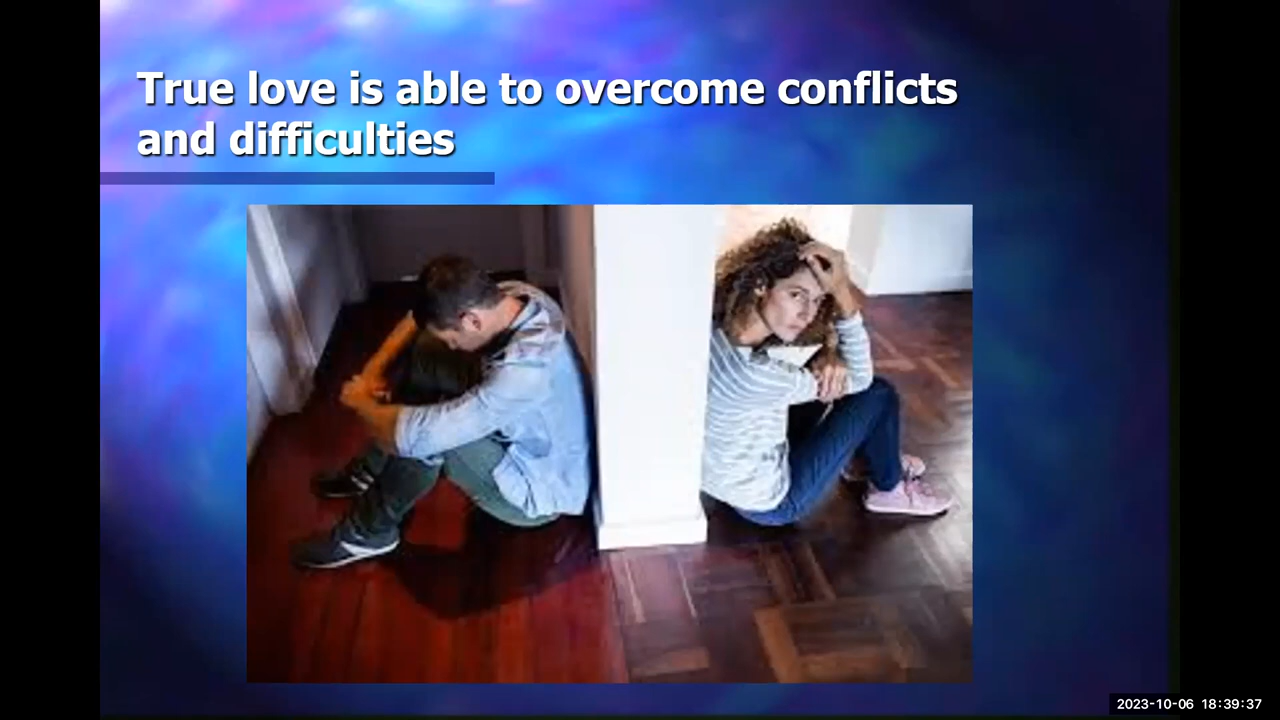 True love is able to overcome conflicts
and difficulties
2023-10-06 18:39:37